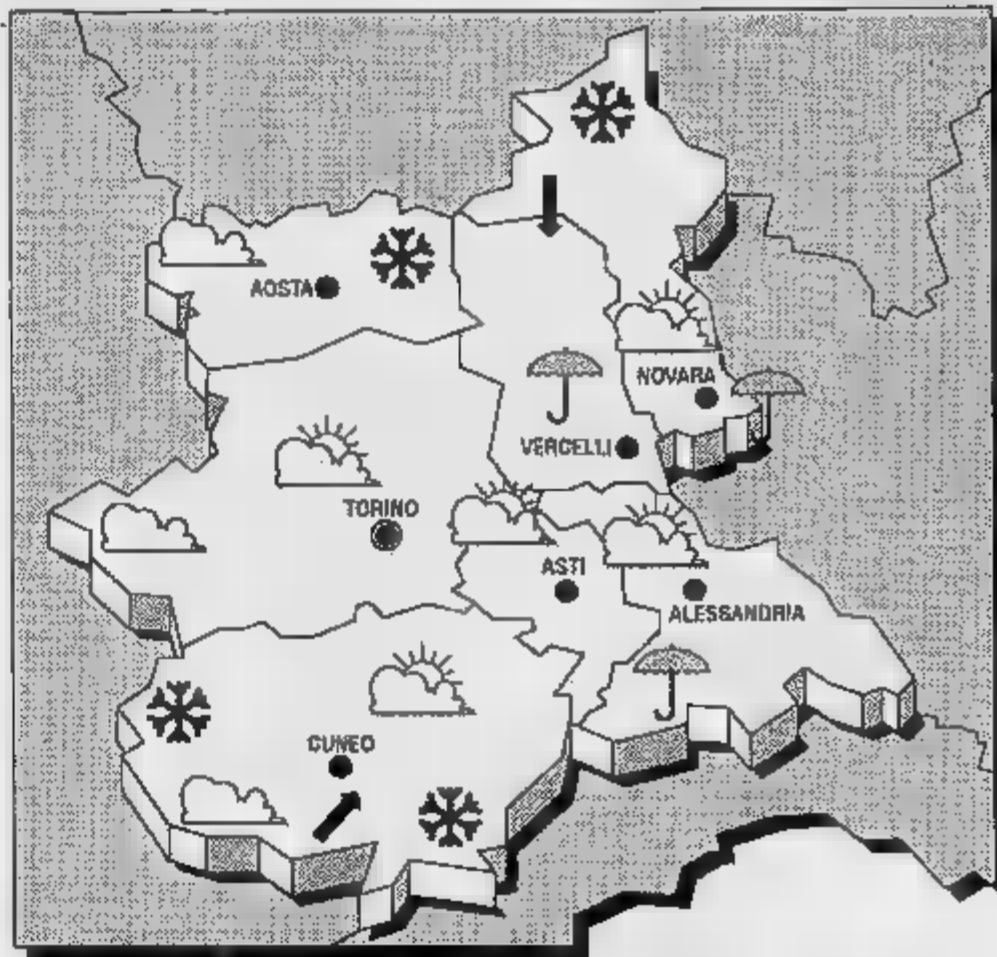 AOSTA
NOVARA
VERCELLI
TORINO
ASTI
ALESSANDRIA
CUNEO